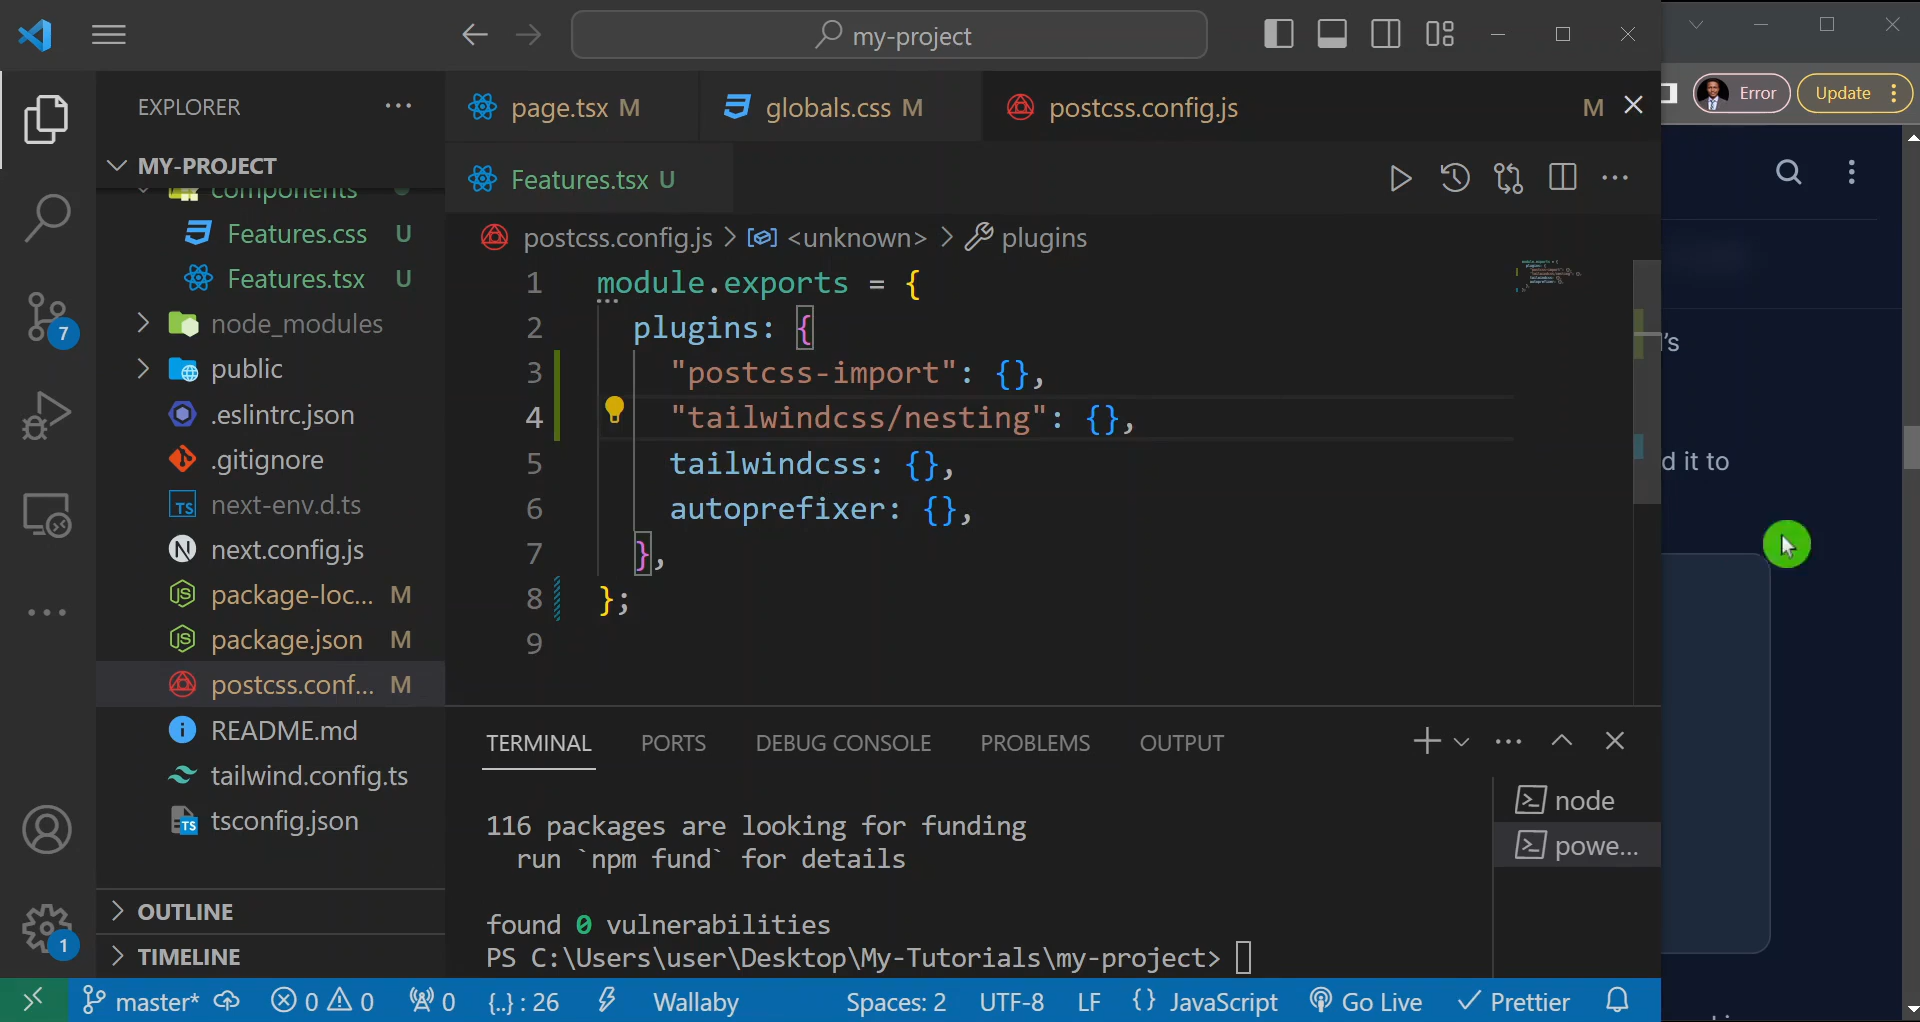 my-project
EXPLORER
MY-PROJECT
components
Features.css U
Features.tsx U
node_modules
public
.eslintrc.json
.gitignore
next-env.d.ts
next.config.js
package-loc... M
package.json M
postcss.conf... M
README.md
tailwind.config.ts
tsconfig.json
OUTLINE
TIMELINE
7
1
page.tsx M
globals.css M
postcss.config.js M
Features.tsx U
postcss.config.js > <unknown> > plugins
1 module.exports = {
2 plugins: {
3 "postcss-import": {},
4 "tailwindcss/nesting": {},
5 tailwindcss: {},
6 autoprefixer: {},
7 },
8 };
9
TERMINAL PORTS DEBUG CONSOLE PROBLEMS OUTPUT
116 packages are looking for funding
run `npm fund` for details
found 0 vulnerabilities
PS C:\Users\user\Desktop\My-Tutorials\my-project>
node
powe...
master* 0 0 0 {..} : 26 Wallaby Spaces: 2 UTF-8 LF {} JavaScript Go Live Prettier
Error
Update
's
d it to